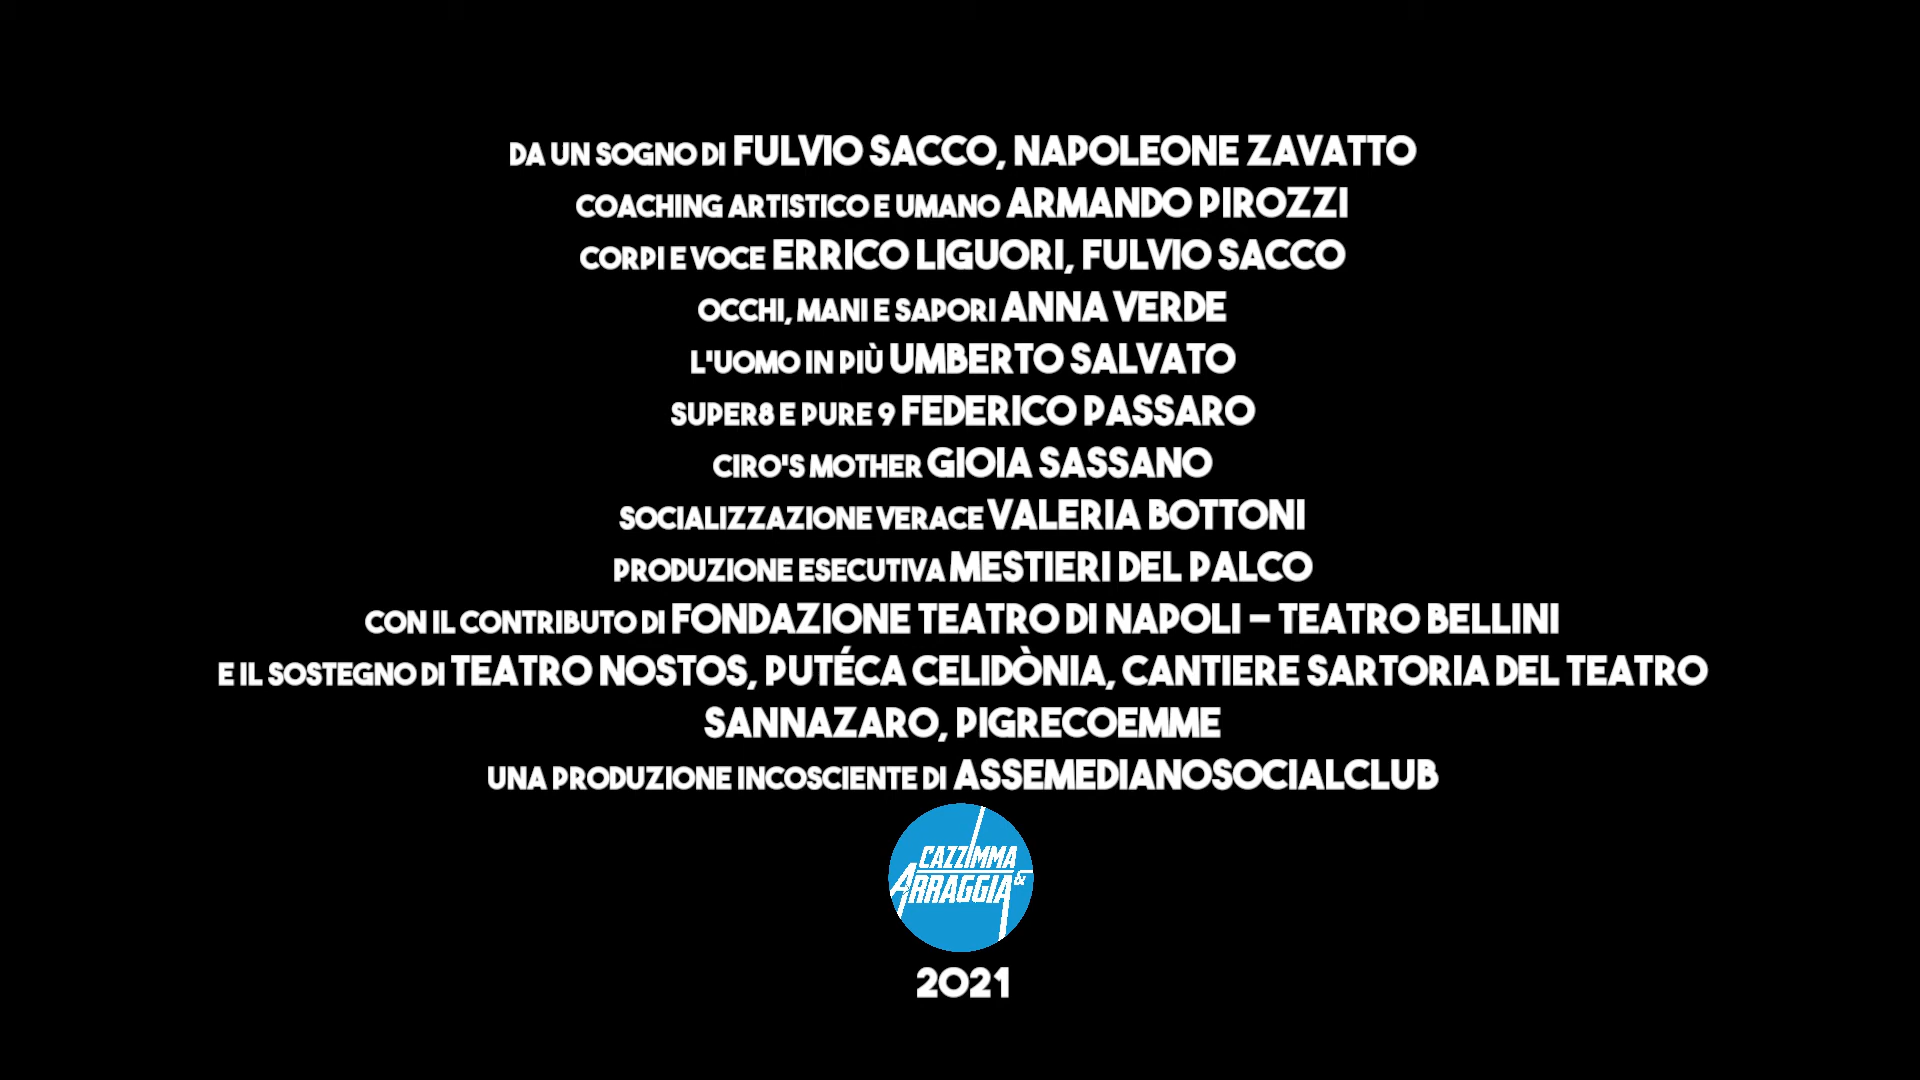 DA UN SOGNO DI FULVIO SACCO, NAPOLEONE ZAVATTO
COACHING ARTISTICO E UMANO ARMANDO PIROZZI
CORPI E VOCE ERRICO LIGUORI, FULVIO SACCO
OCCHI, MANI E SAPORI ANNA VERDE
L'UOMO IN PIÙ UMBERTO SALVATO
SUPER8 E PURE 9 FEDERICO PASSARO
CIRO'S MOTHER GIOIA SASSANO
SOCIALIZZAZIONE VERACE VALERIA BOTTONI
PRODUZIONE ESECUTIVA MESTIERI DEL PALCO
CON IL CONTRIBUTO DI FONDAZIONE TEATRO DI NAPOLI – TEATRO BELLINI
E IL SOSTEGNO DI TEATRO NOSTOS, PUTÉCA CELIDÒNIA, CANTIERE SARTORIA DEL TEATRO
SANNAZARO, PIGRECOEMME
UNA PRODUZIONE INCOSCIENTE DI ASSEMEDIANOSOCIALCLUB
CAZZIMMA
ARRAGGIA &
2021